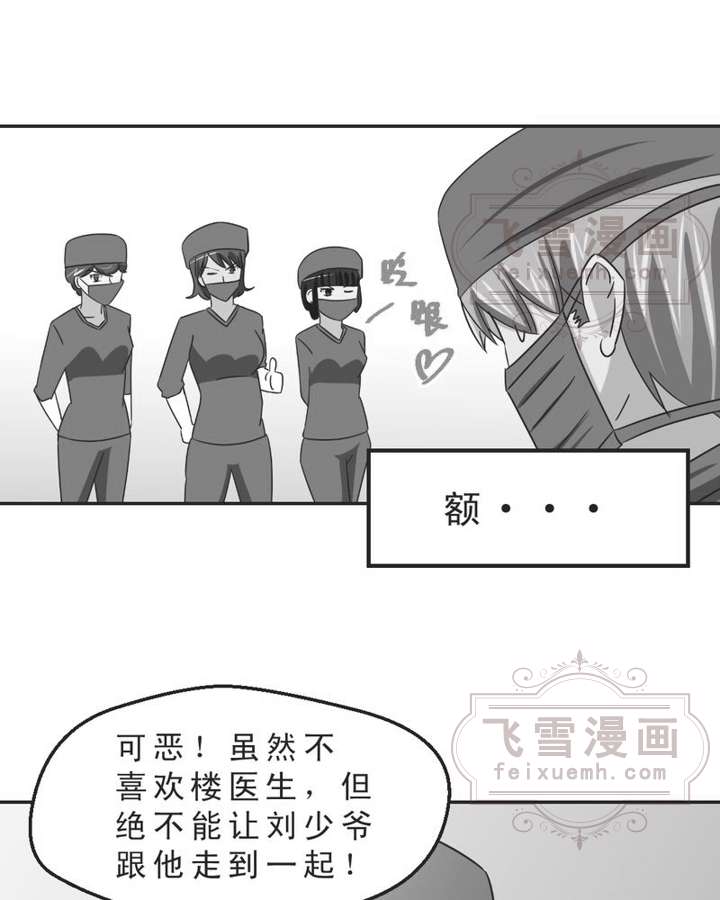 飞雪漫画
feixuemh.com
眨
眼
额···
飞雪漫画
feixuemh.com
可恶！虽然不
喜欢楼医生，但
绝不能让刘少爷
跟他走到一起！